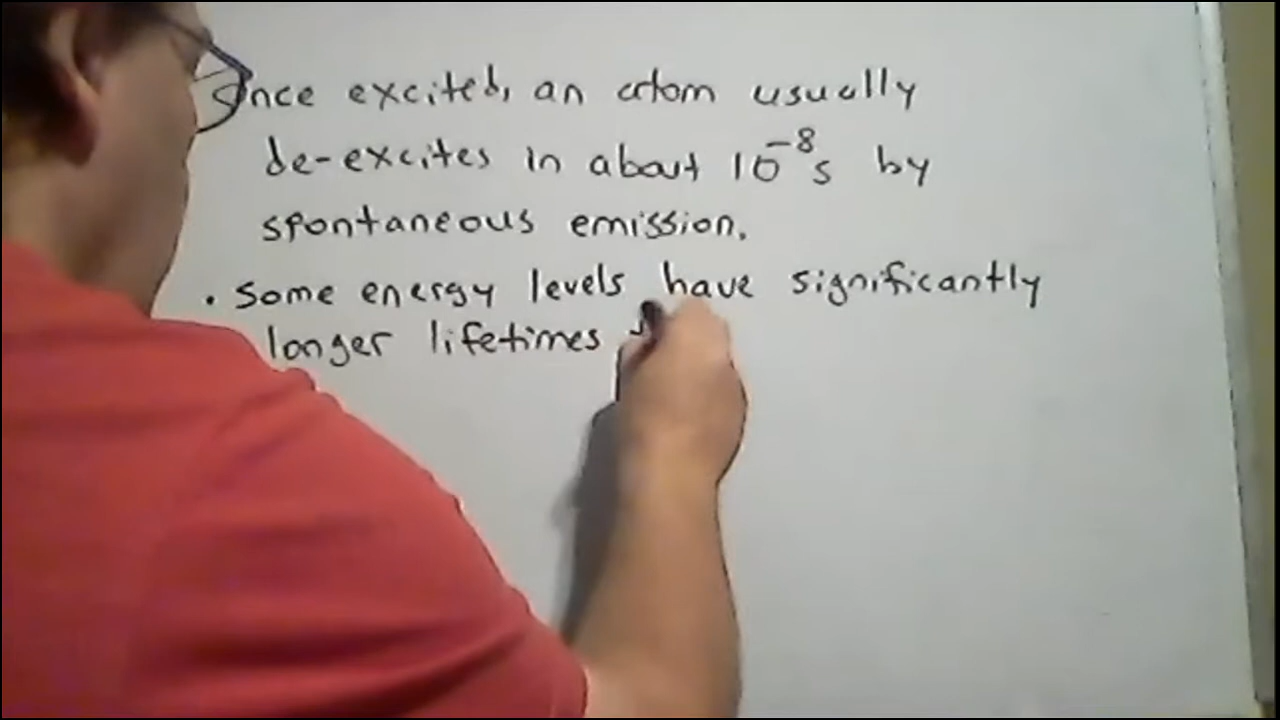 Once excited, an atom usually
de-excites in about 10⁻⁸s by
spontaneous emission.
• Some energy levels have significantly
longer lifetimes